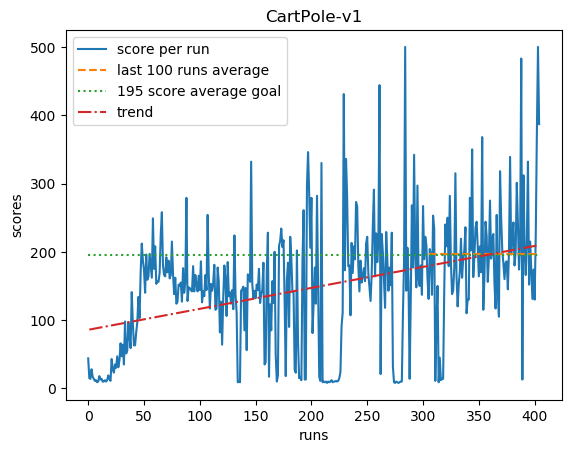 CartPole-v1
score per run
last 100 runs average
195 score average goal
trend
scores
500
400
300
200
100
0
0 50 100 150 200 250 300 350 400
runs